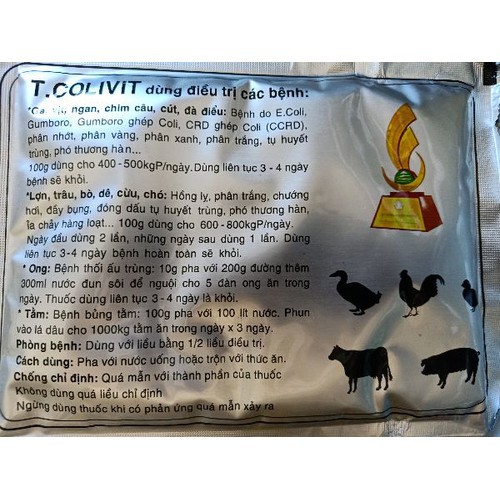 T.COLIVIT dùng điều trị các bệnh:
ngan, chim câu, cút, đà điểu: Bệnh do E.Coli,
Gumboro, Gumboro ghép Coli, CRD ghép Coli (CCRD),
phân nhớt, phân vàng, phân xanh, phân trắng, tụ huyết
trùng, phó thương hàn...
100g dùng cho 400 - 500kgP/ngày. Dùng liên tục 3 - 4 ngày
bệnh sẽ khỏi.
*Lợn, trâu, bò, dê, cừu, chó: Hồng lỵ, phân trắng, chướng
hơi, đầy bụng, đóng dấu tụ huyết trùng, phó thương hàn,
ỉa chảy hàng loạt... 100g dùng cho 600-800kgP/ngày.
Ngày đầu dùng 2 lần, những ngày sau dùng 1 lần. Dùng
liên tục 3-4 ngày bệnh hoàn toàn sẽ khỏi.
* Ong: Bệnh thối ấu trùng: 10g pha với 200g đường thêm
300ml nước đun sôi để nguội cho 5 đàn ong ăn trong
ngày. Thuốc dùng liên tục 3-4 ngày là khỏi.
* Tằm: Bệnh bủng tằm: 100g pha với 100 lít nước. Phun
vào lá dâu cho 1000kg tằm ăn trong ngày x 3 ngày.
Phòng bệnh: Dùng với liều bằng 1/2 liều điều trị.
Cách dùng: Pha với nước uống hoặc trộn với thức ăn.
Chống chỉ định: Quá mẫn với thành phần của thuốc
Không dùng quá liều chỉ định
Ngừng dùng thuốc khi có phản ứng quá mẫn xảy ra